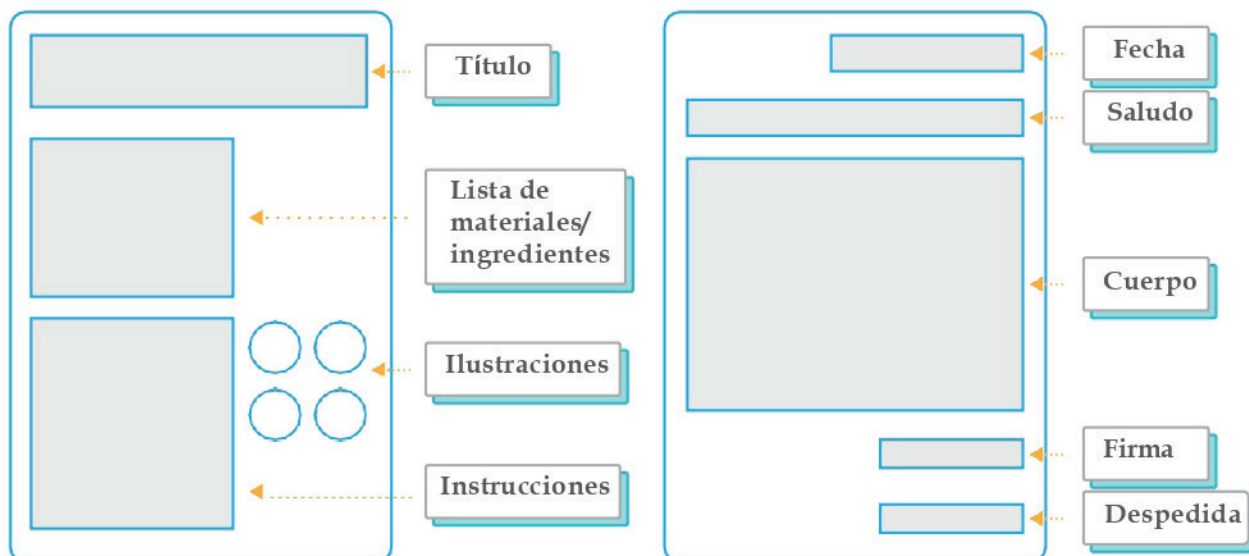 Título
Lista de
materiales/
ingredientes
Ilustraciones
Instrucciones
Fecha
Saludo
Cuerpo
Firma
Despedida